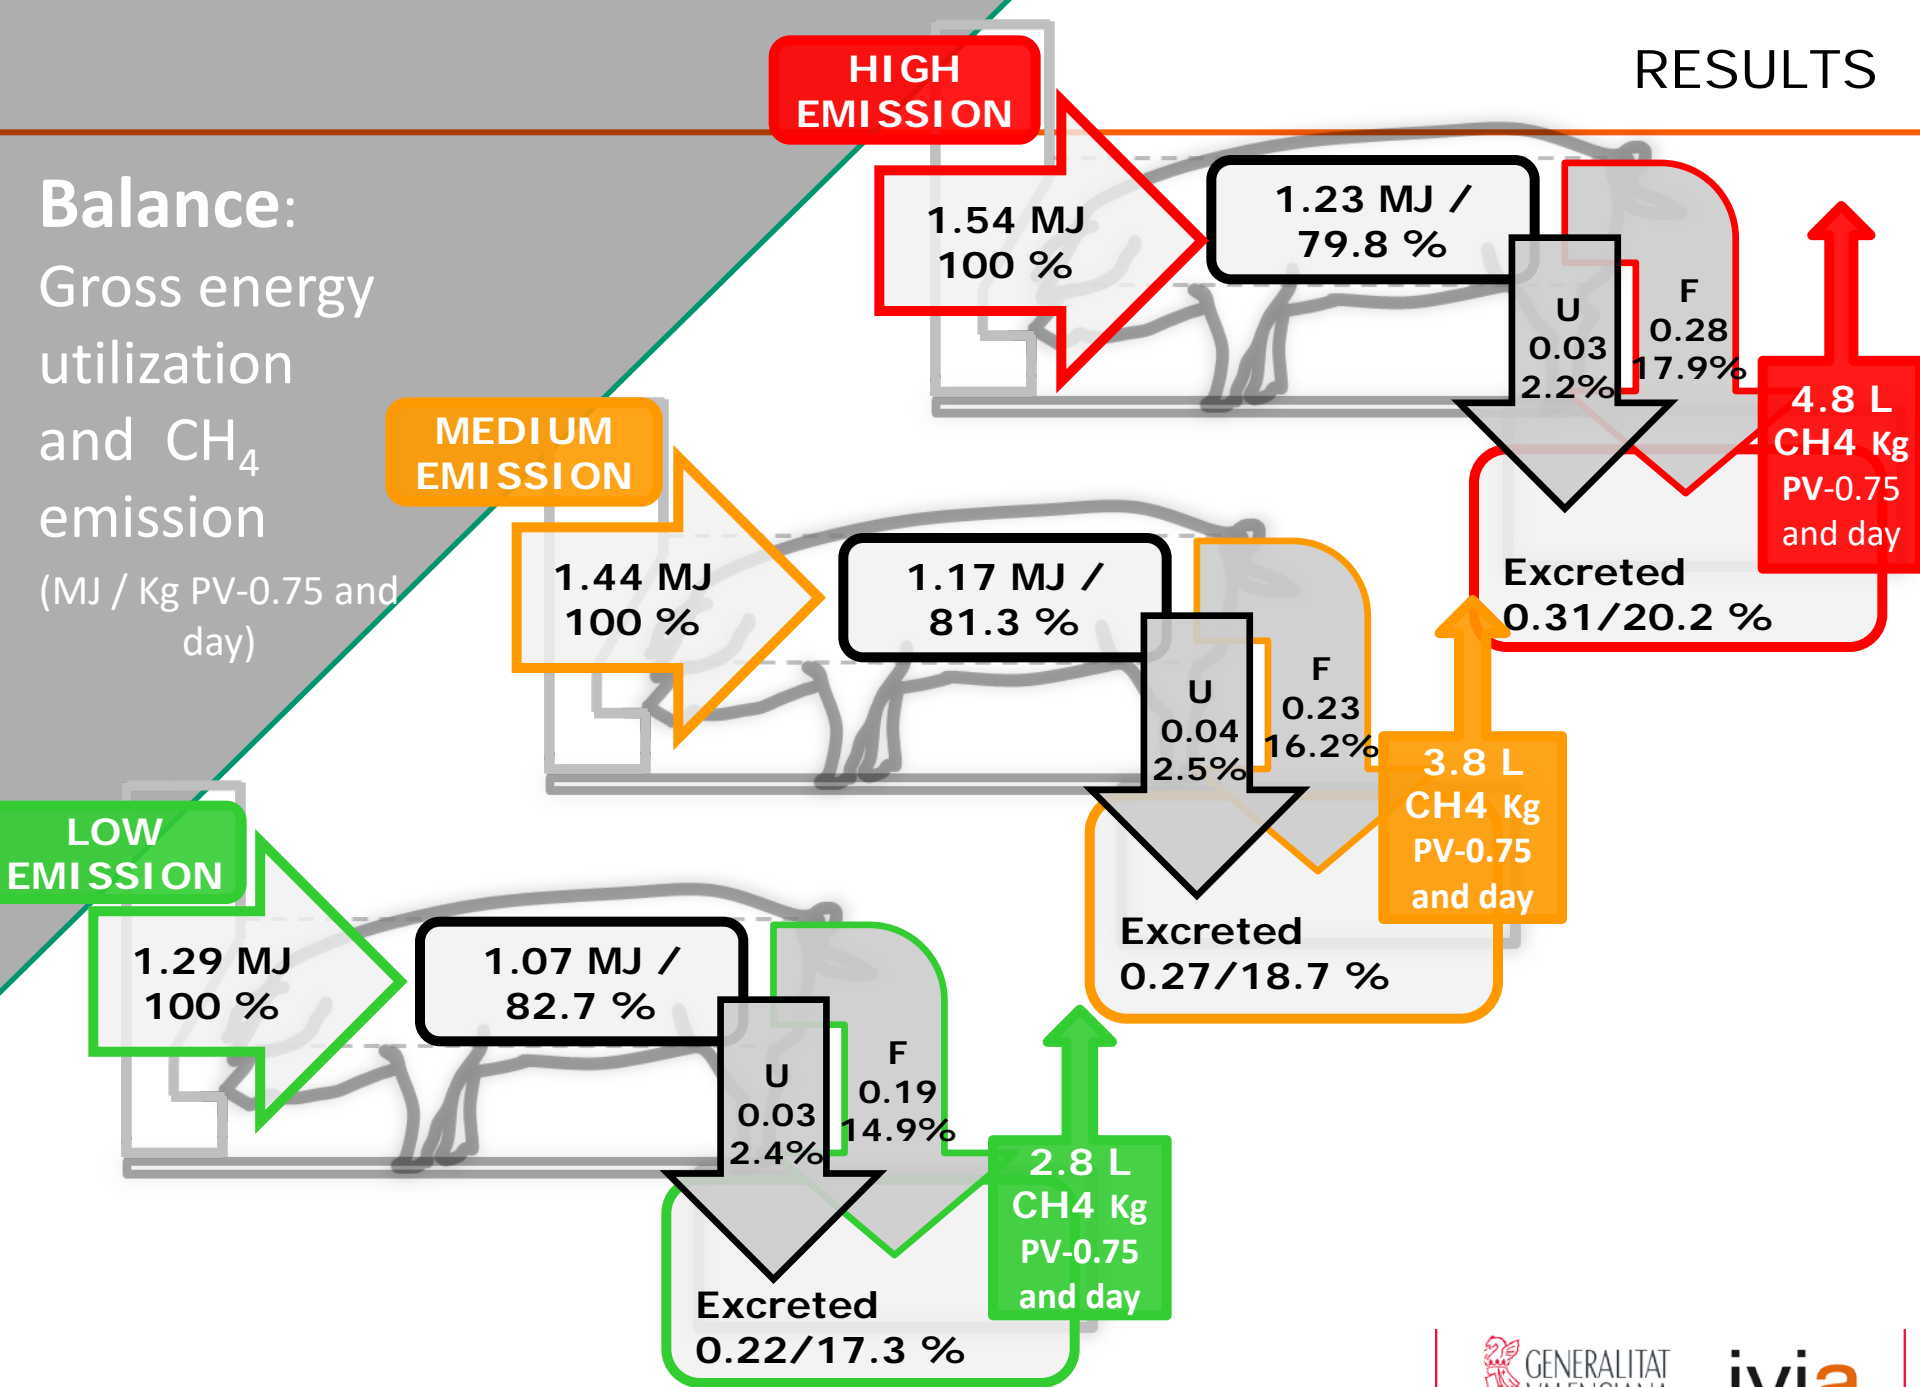 RESULTS
Balance:
Gross energy
utilization
and CH4
emission
(MJ / Kg PV-0.75 and
day)
HIGH
EMISSION
1.54 MJ
100 %
1.23 MJ /
79.8 %
U
0.03
2.2%
F
0.28
17.9%
4.8 L
CH4 Kg
PV-0.75
and day
Excreted
0.31/20.2 %
MEDIUM
EMISSION
1.44 MJ
100 %
1.17 MJ /
81.3 %
U
0.04
2.5%
F
0.23
16.2%
3.8 L
CH4 Kg
PV-0.75
and day
Excreted
0.27/18.7 %
LOW
EMISSION
1.29 MJ
100 %
1.07 MJ /
82.7 %
U
0.03
2.4%
F
0.19
14.9%
2.8 L
CH4 Kg
PV-0.75
and day
Excreted
0.22/17.3 %
GENERALITAT
VALENCIANA
ivia